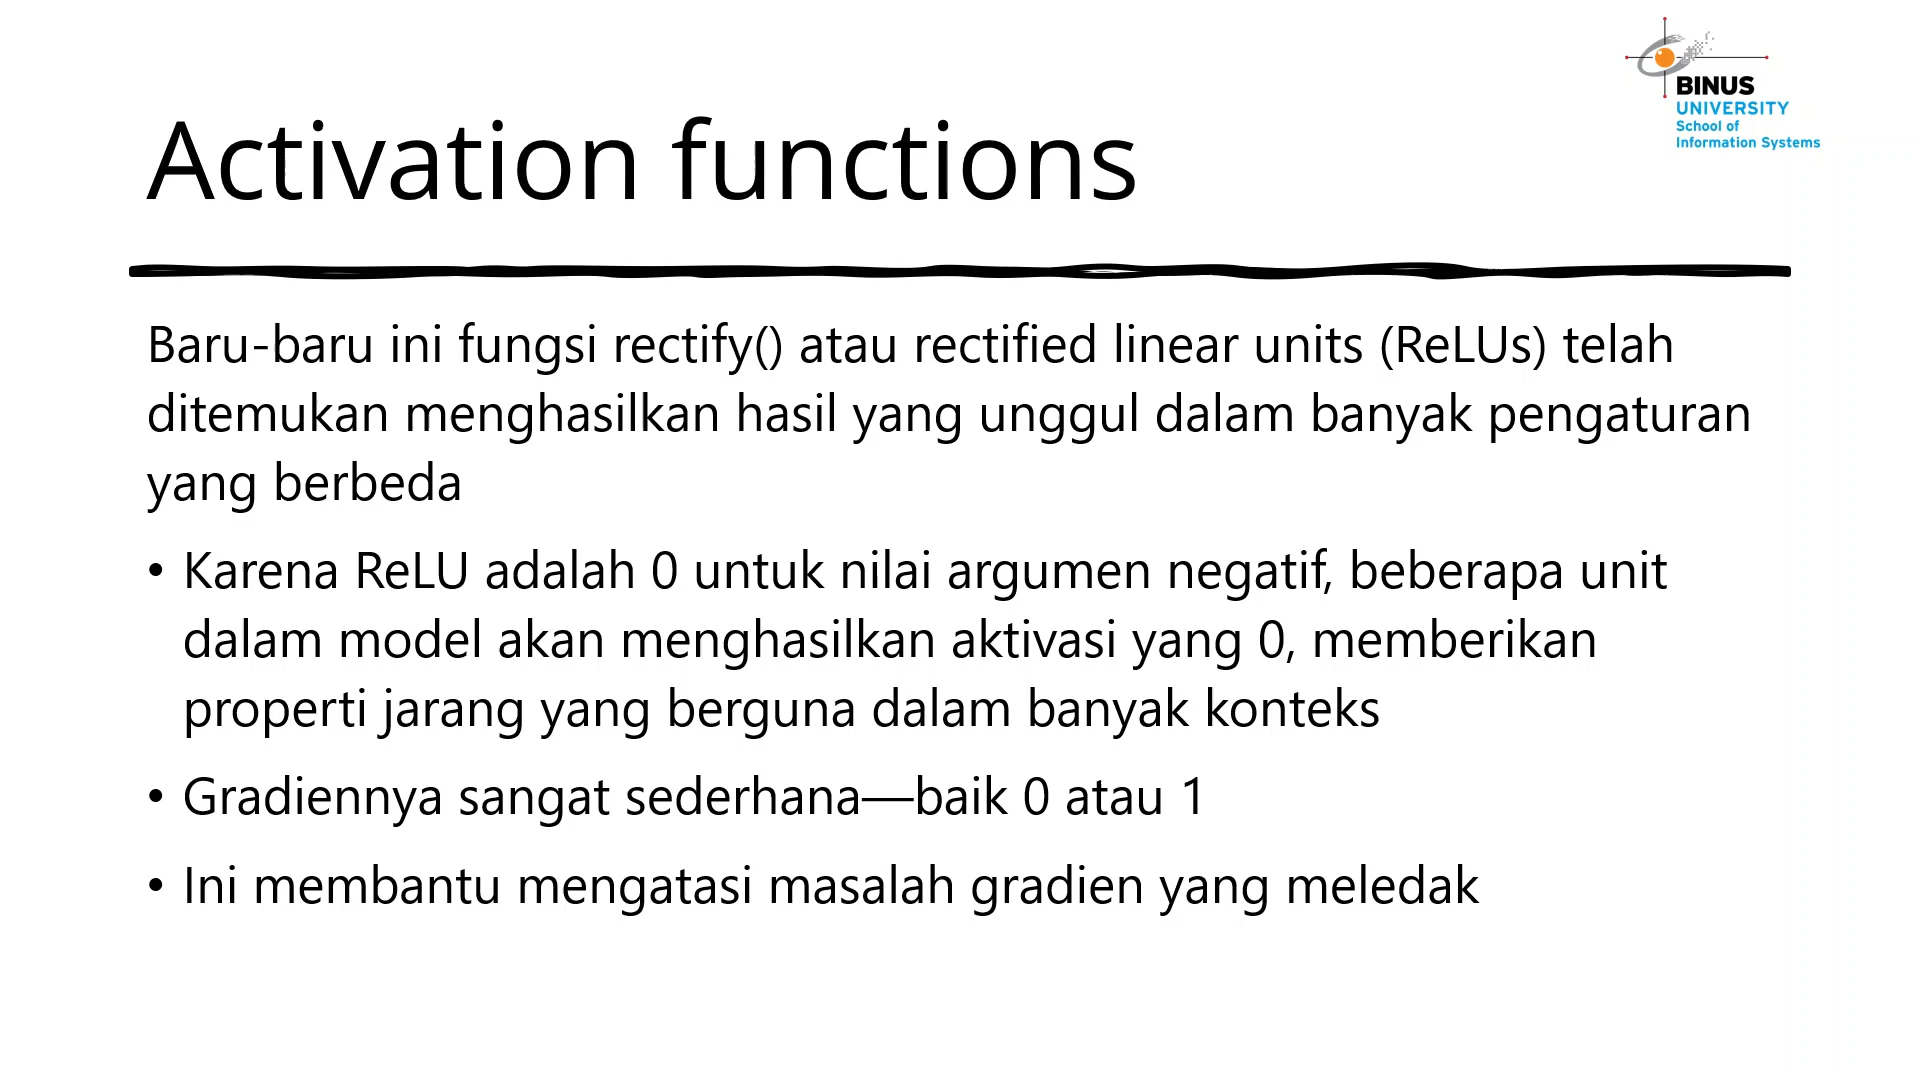 BINUS
UNIVERSITY
School of
Information Systems
Activation functions
Baru-baru ini fungsi rectify() atau rectified linear units (ReLUs) telah
ditemukan menghasilkan hasil yang unggul dalam banyak pengaturan
yang berbeda
• Karena ReLU adalah 0 untuk nilai argumen negatif, beberapa unit
dalam model akan menghasilkan aktivasi yang 0, memberikan
properti jarang yang berguna dalam banyak konteks
• Gradiennya sangat sederhana—baik 0 atau 1
• Ini membantu mengatasi masalah gradien yang meledak